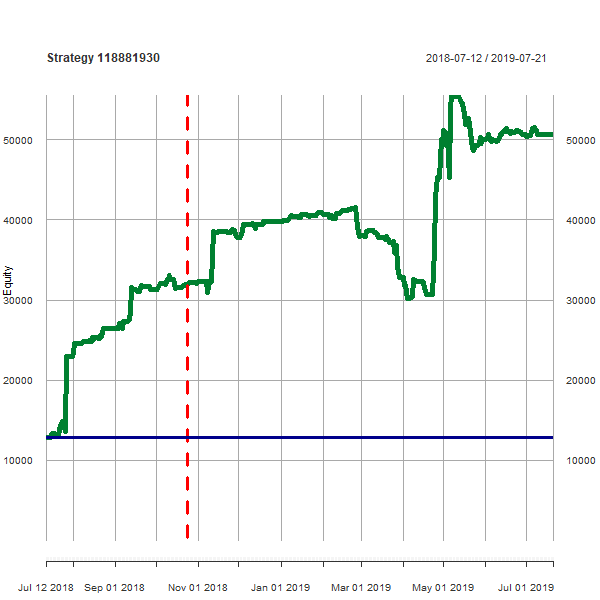 Strategy 118881930
2018-07-12 / 2019-07-21
50000 50000
40000 40000
Equity
30000 30000
20000 20000
10000 10000
Jul 12 2018 Sep 01 2018 Nov 01 2018 Jan 01 2019 Mar 01 2019 May 01 2019 Jul 01 2019